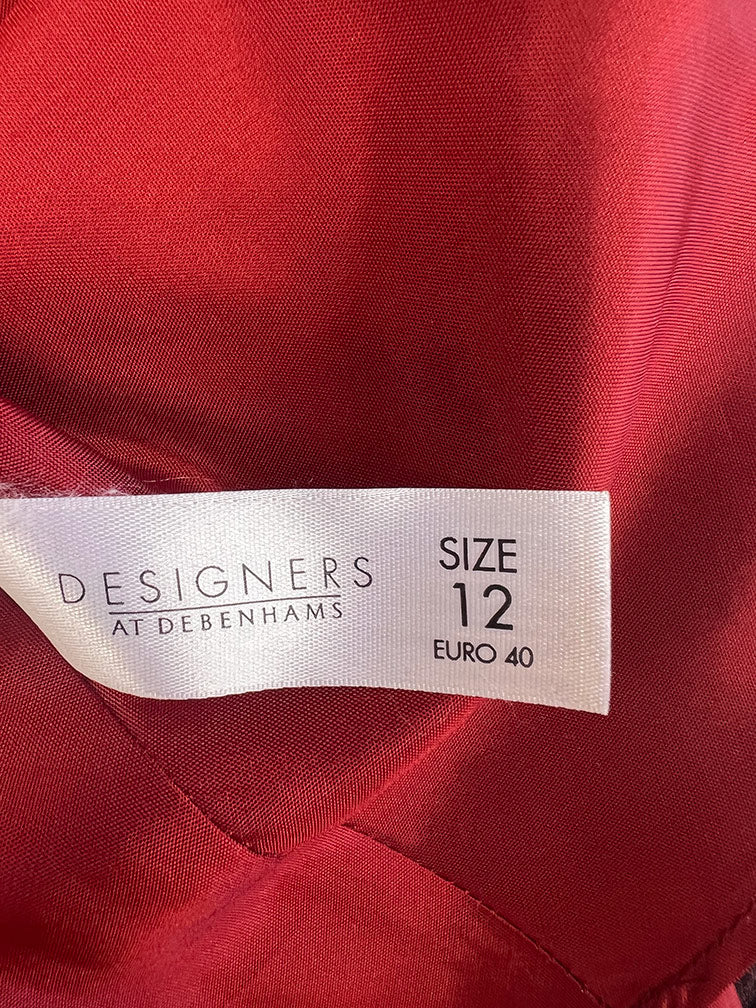 DESIGNERS
AT DEBENHAMS
SIZE
12
EURO 40